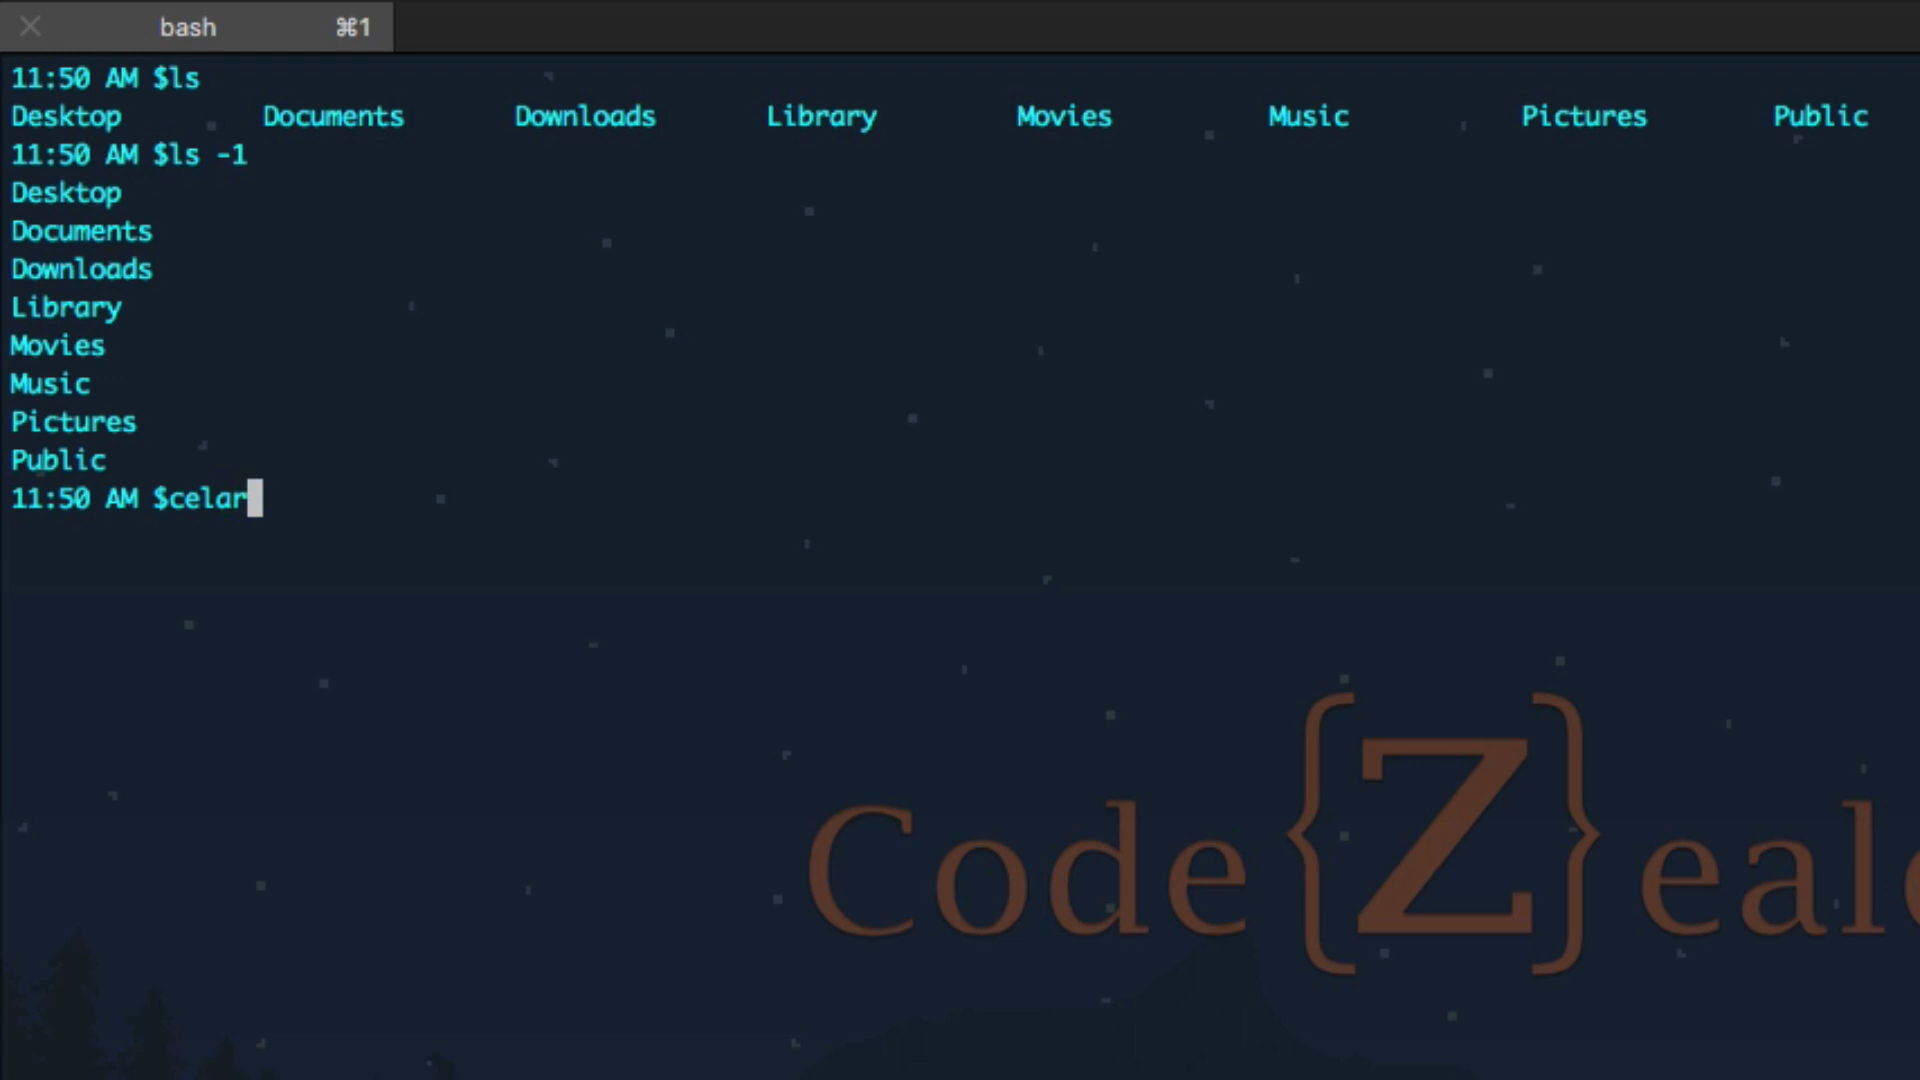 bash ⌘1
11:50 AM $ls
Desktop Documents Downloads Library Movies Music Pictures Public
11:50 AM $ls -1
Desktop
Documents
Downloads
Library
Movies
Music
Pictures
Public
11:50 AM $celar
Code{Z}eal